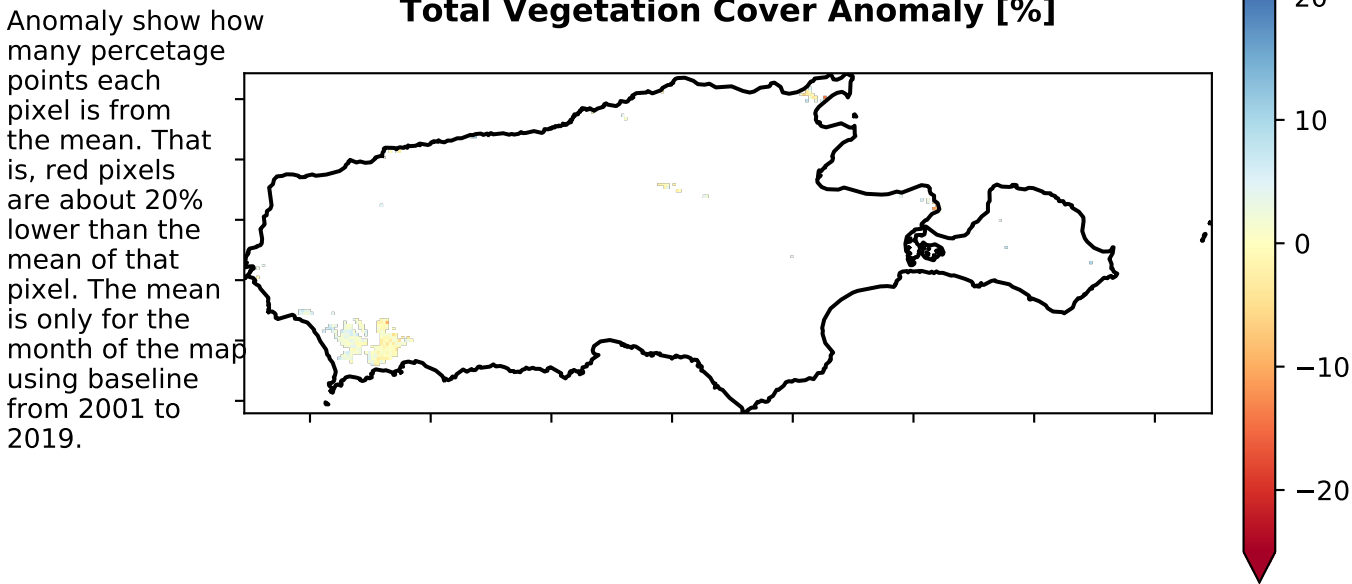 Total Vegetation Cover Anomaly [%]
Anomaly show how
many percetage
points each
pixel is from
the mean. That
is, red pixels
are about 20%
lower than the
mean of that
pixel. The mean
is only for the
month of the map
using baseline
from 2001 to
2019.
20
10
0
−10
−20